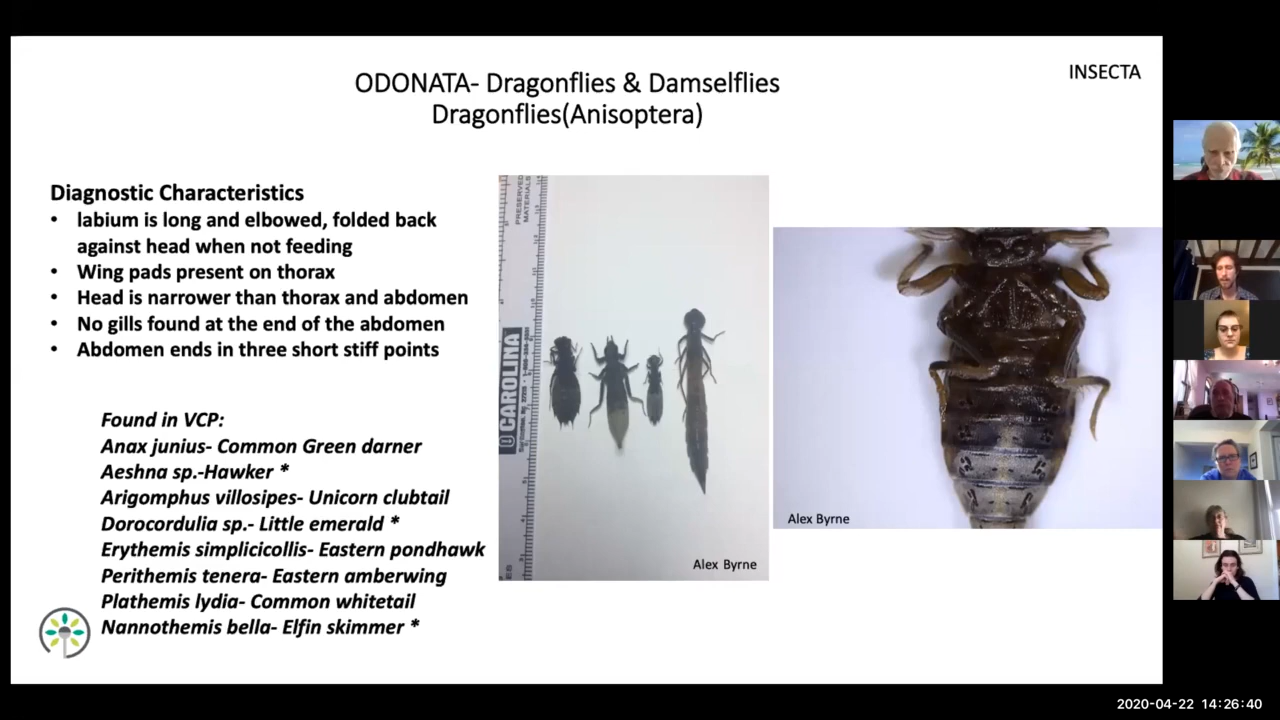 INSECTA
ODONATA- Dragonflies & Damselflies
Dragonflies(Anisoptera)
Diagnostic Characteristics
• labium is long and elbowed, folded back
against head when not feeding
• Wing pads present on thorax
• Head is narrower than thorax and abdomen
• No gills found at the end of the abdomen
• Abdomen ends in three short stiff points
Found in VCP:
Anax junius- Common Green darner
Aeshna sp.-Hawker *
Arigomphus villosipes- Unicorn clubtail
Dorocordulia sp.- Little emerald *
Erythemis simplicicollis- Eastern pondhawk
Perithemis tenera- Eastern amberwing
Plathemis lydia- Common whitetail
Nannothemis bella- Elfin skimmer *
PRESERVED
MATERIALS
CAROLINA
Alex Byrne
Alex Byrne
2020-04-22 14:26:40